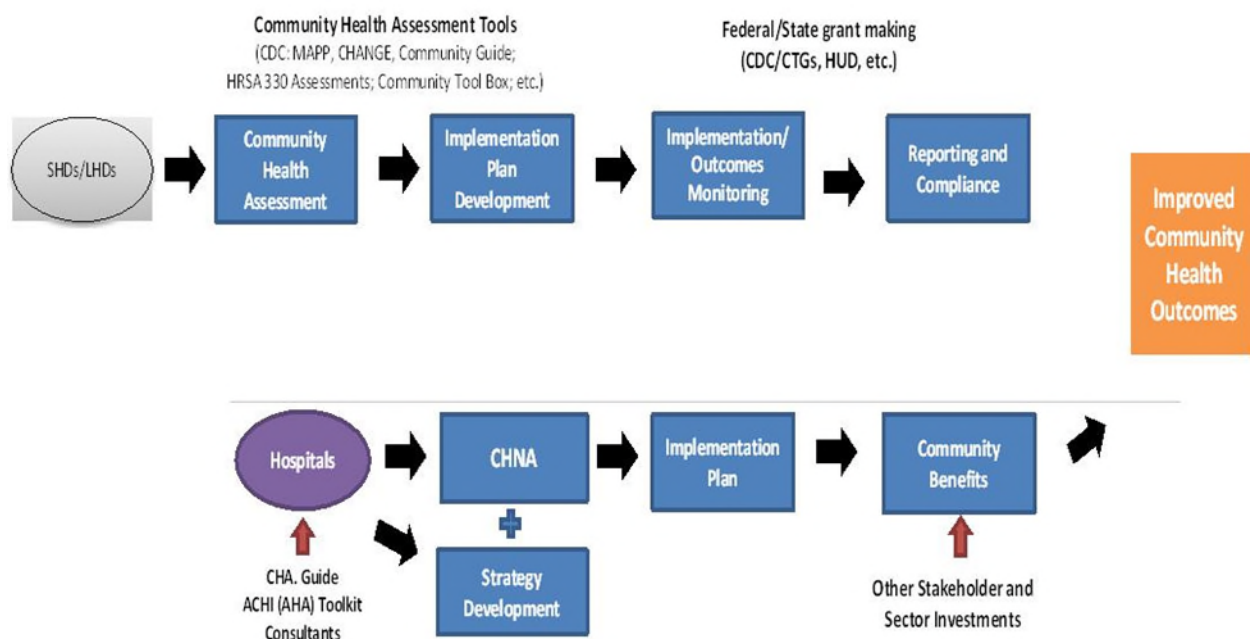 Community Health Assessment Tools
(CDC: MAPP, CHANGE, Community Guide;
HRSA 330 Assessments; Community Tool Box; etc.)
Federal/State grant making
(CDC/CTGs, HUD, etc.)
SHDs/LHDs
Community
Health
Assessment
Implementation
Plan
Development
Implementation/
Outcomes
Monitoring
Reporting and
Compliance
Improved
Community
Health
Outcomes
Hospitals
CHNA
Implementation
Plan
Community
Benefits
CHA. Guide
ACHI (AHA) Toolkit
Consultants
Strategy
Development
Other Stakeholder and
Sector Investments